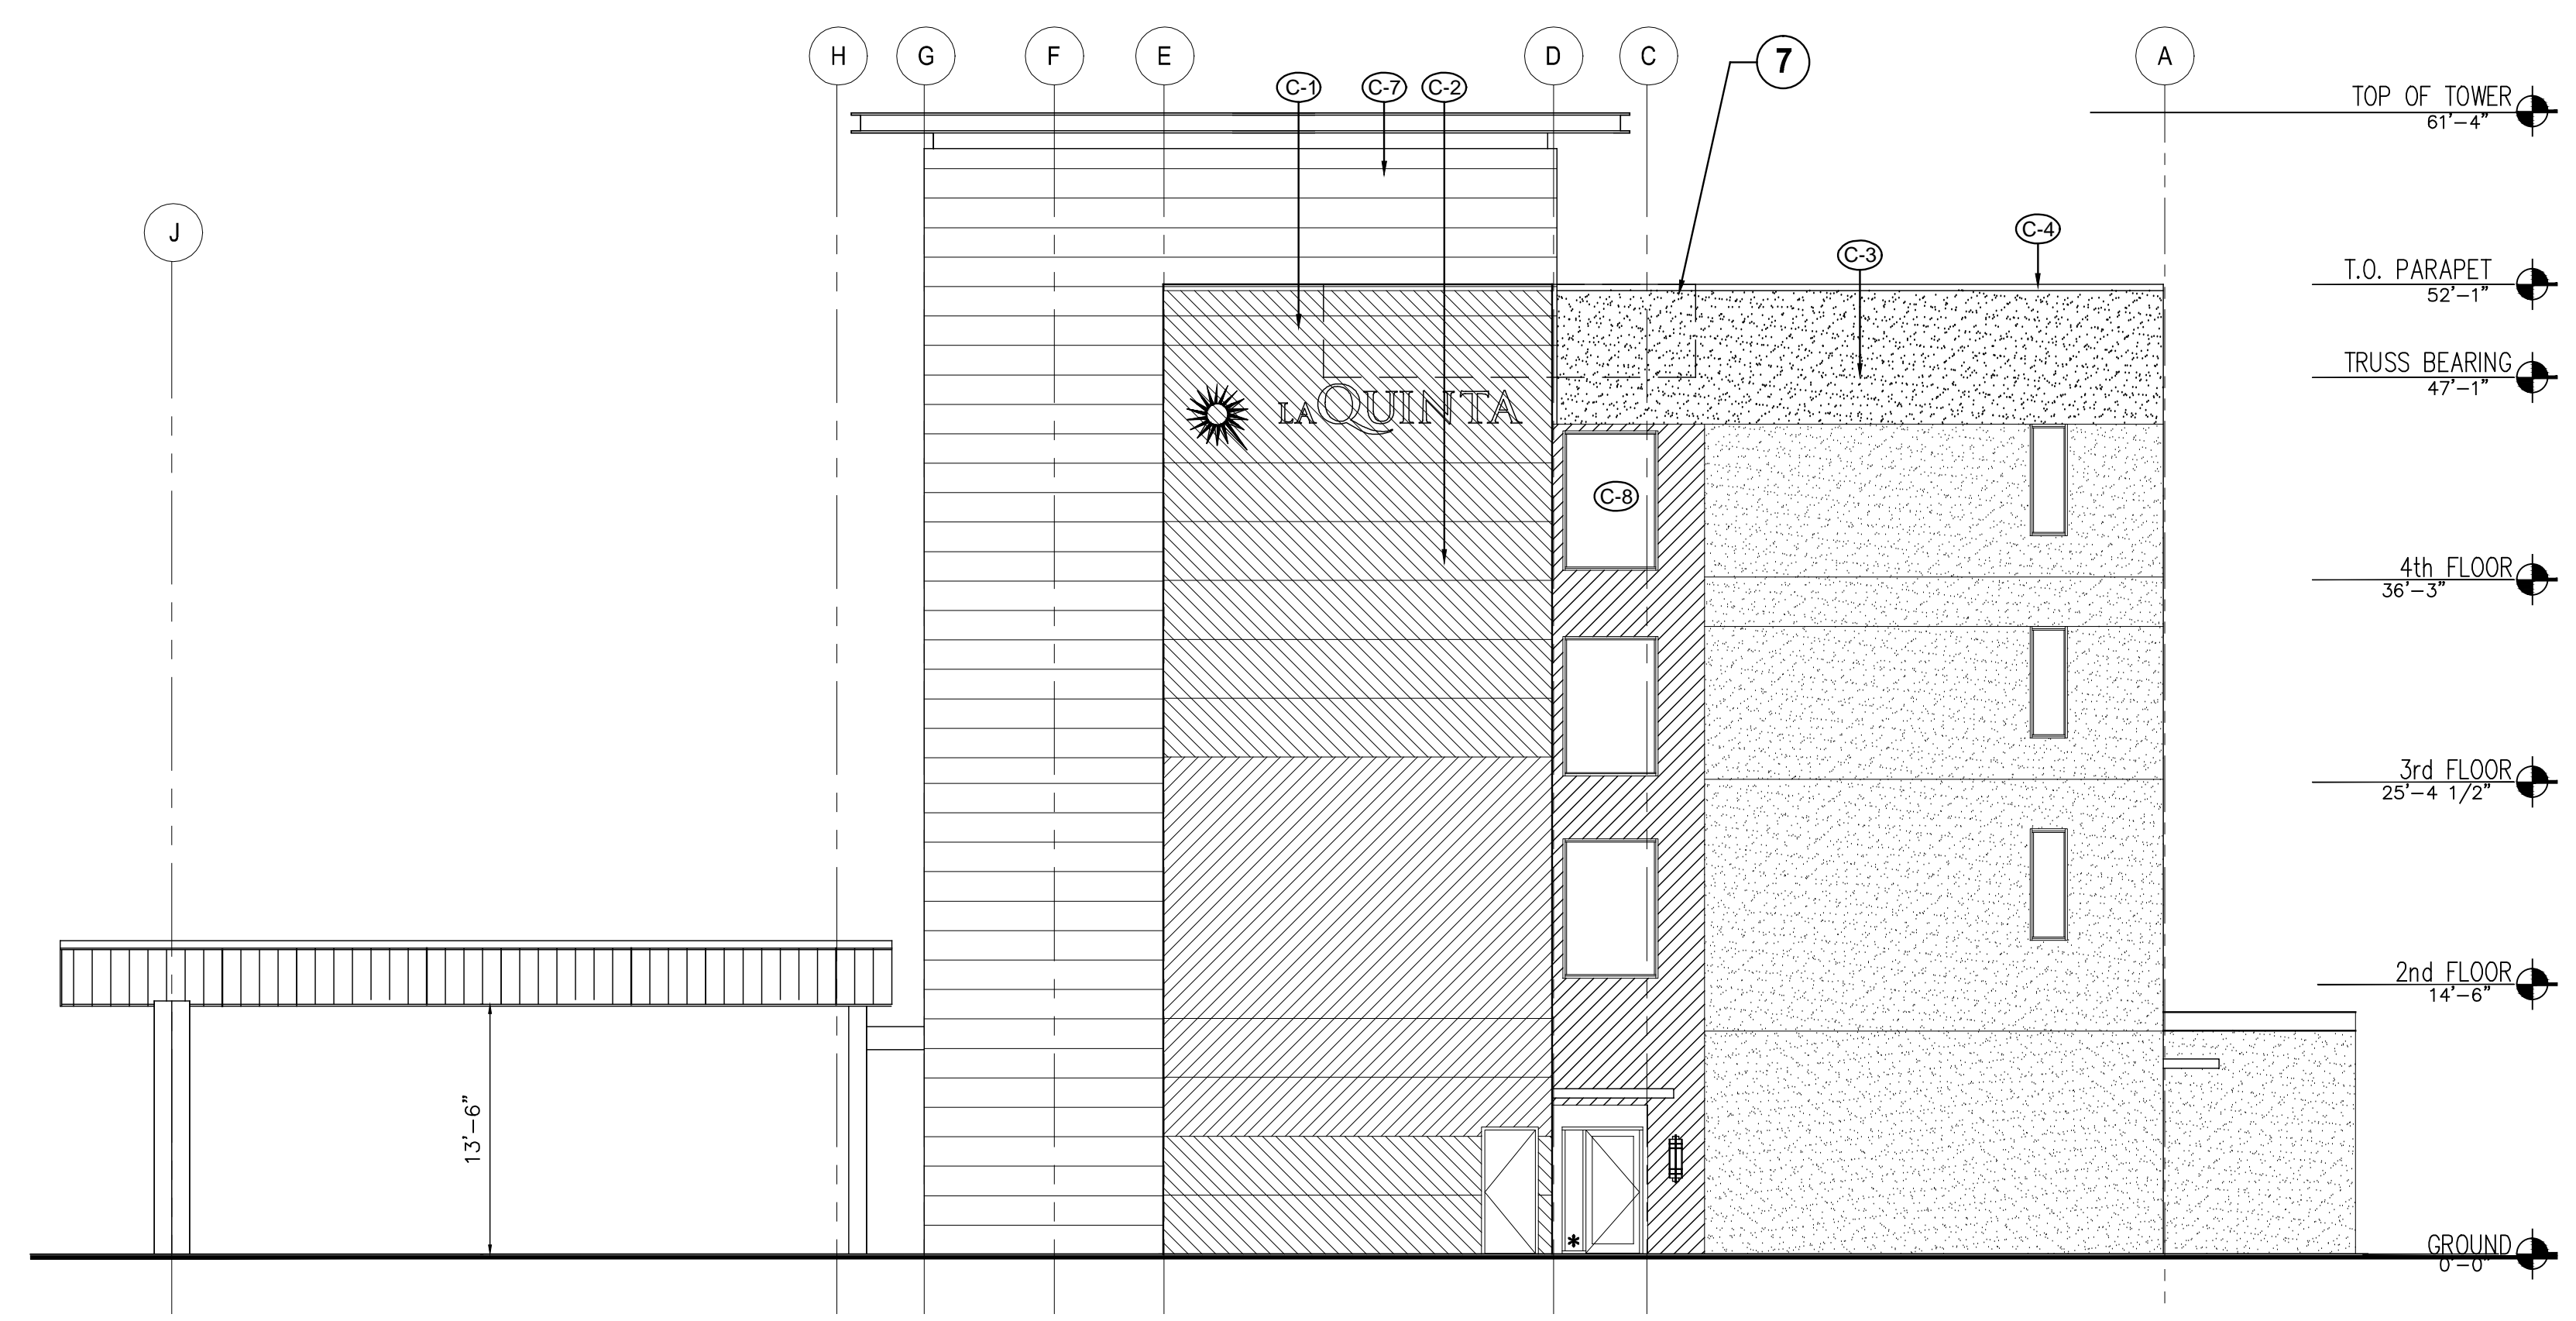 H
G
F
E
D
C
7
A
C-1
C-7
C-2
TOP OF TOWER
61'-4"
J
C-4
C-3
T.O. PARAPET
52'-1"
TRUSS BEARING
47'-1"
LAQUINTA
C-8
4th FLOOR
36'-3"
3rd FLOOR
25'-4 1/2"
2nd FLOOR
14'-6"
13'-6"
*
GROUND
0'-0"